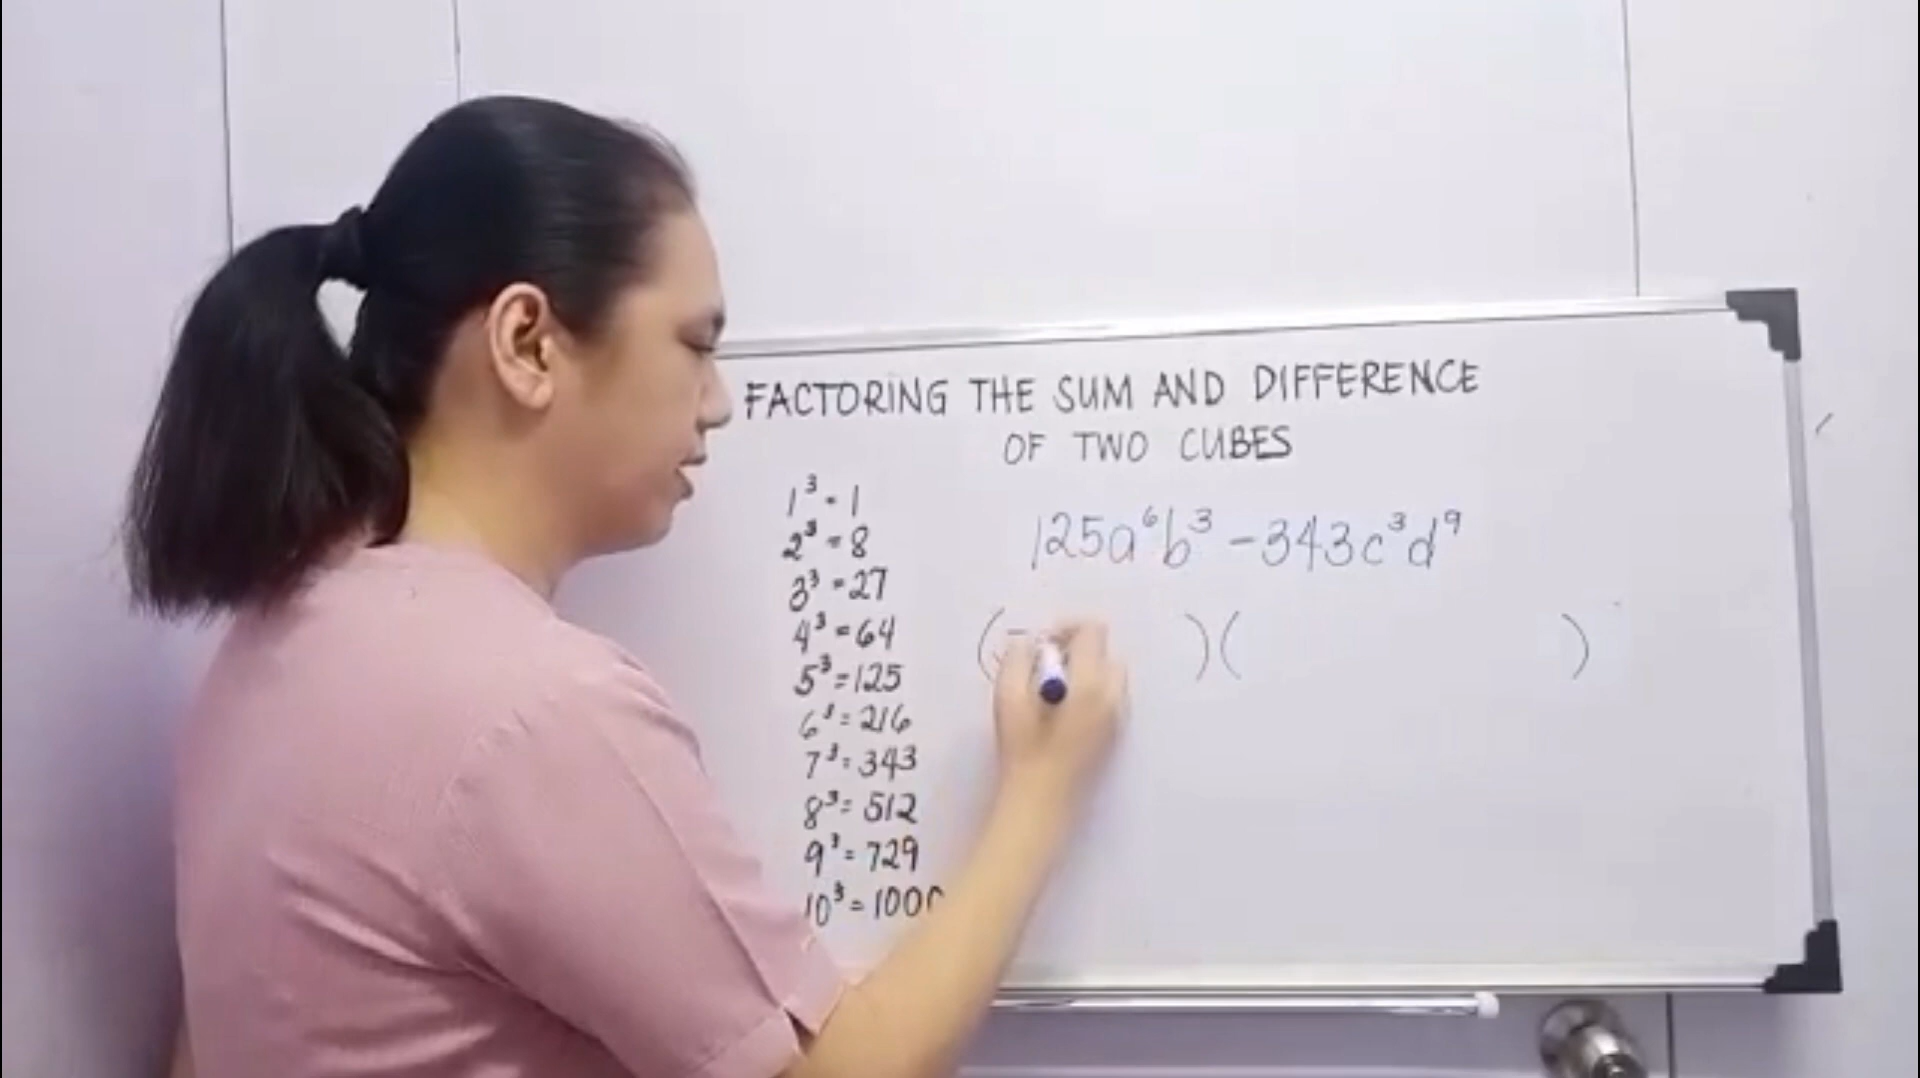 FACTORING THE SUM AND DIFFERENCE
OF TWO CUBES
1³ = 1
2³ = 8
3³ = 27
4³ = 64
5³ = 125
6³ = 216
7³ = 343
8³ = 512
9³ = 729
10³ = 1000
125a⁶b³ - 343c³d⁹
( )( )